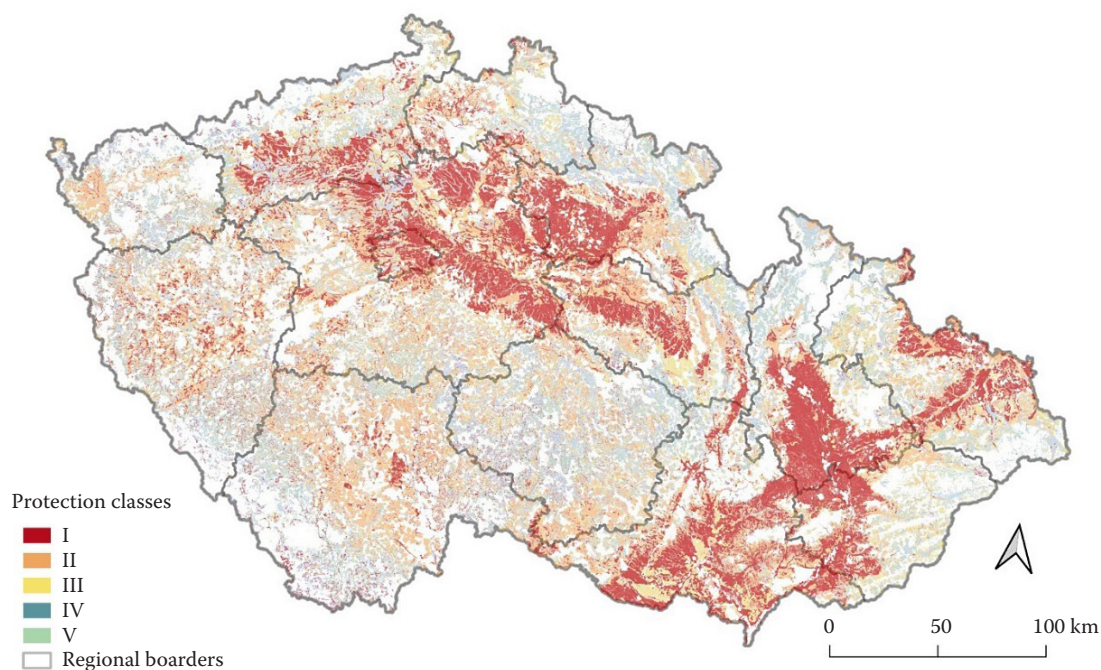 Protection classes
I
II
III
IV
V
Regional boarders
0 50 100 km